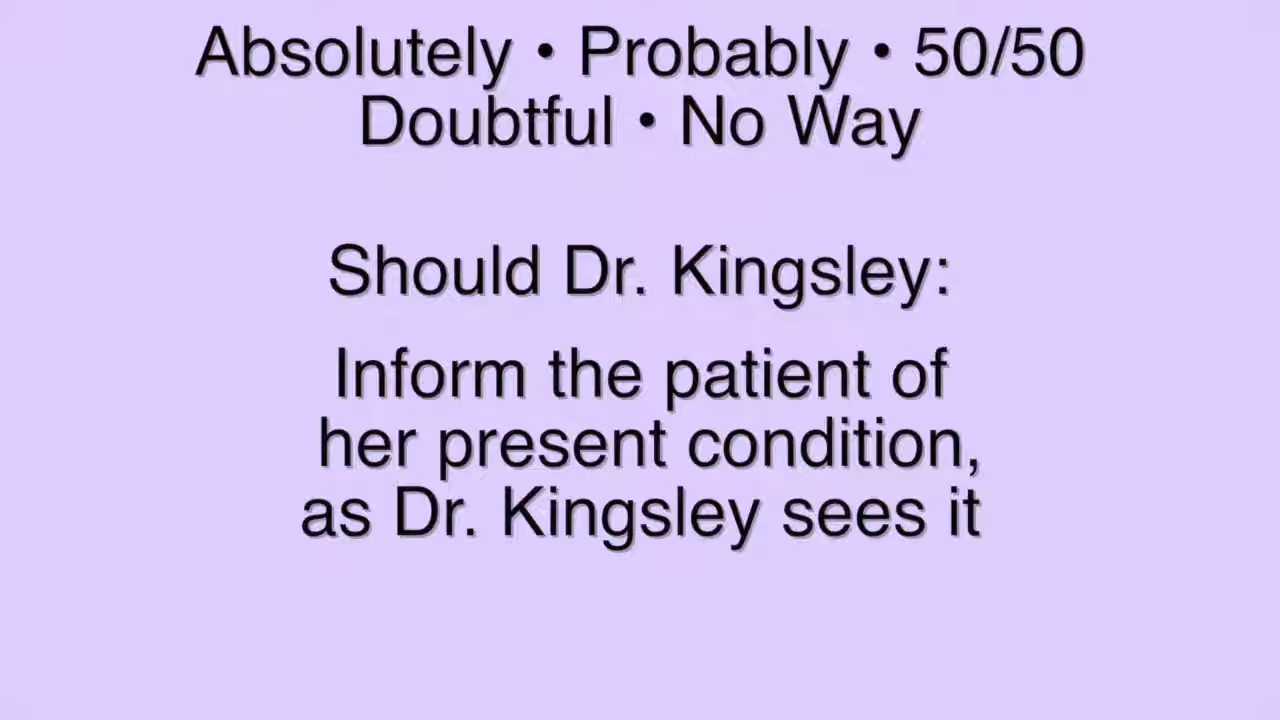 Absolutely • Probably • 50/50
Doubtful • No Way
Should Dr. Kingsley:
Inform the patient of
her present condition,
as Dr. Kingsley sees it